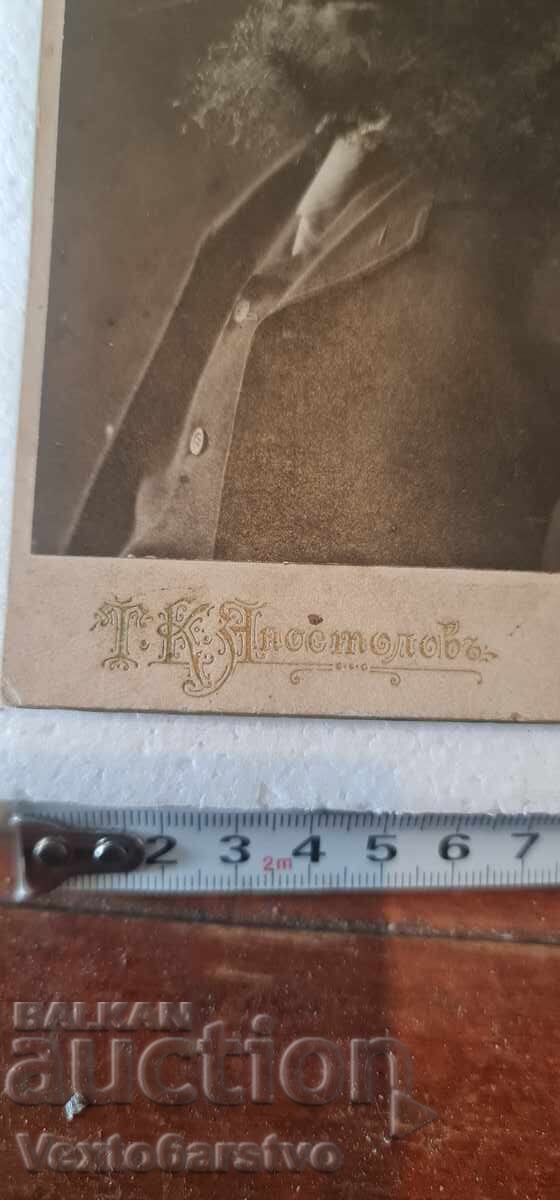 Т. К. Апостоловъ
2 3 4 5 6 7
2m
BALKAN
auction
Vexto6arstvo